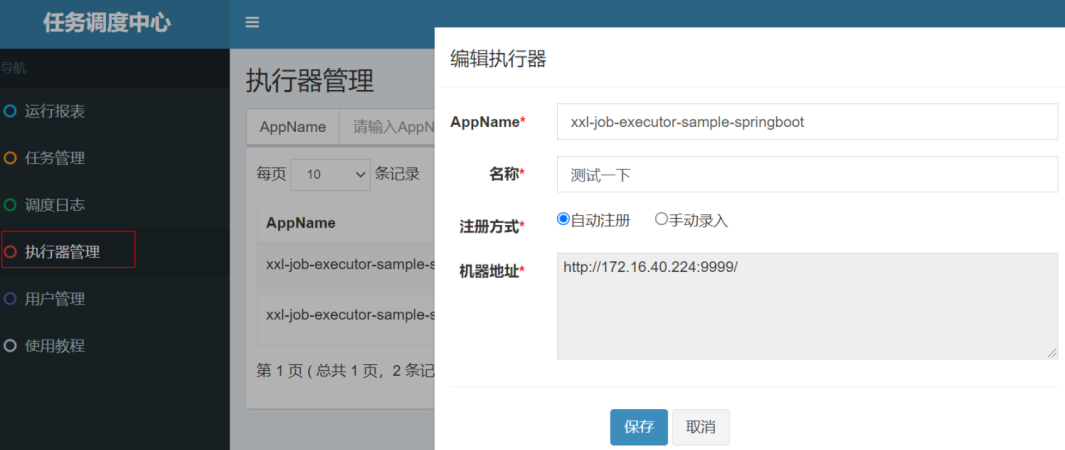 任务调度中心
导航
运行报表
任务管理
调度日志
执行器管理
用户管理
使用教程
执行器管理
AppName 请输入AppN
每页 10 条记录
AppName
xxl-job-executor-sample-s
xxl-job-executor-sample-s
第 1 页 ( 总共 1 页，2 条记
编辑执行器
AppName* xxl-job-executor-sample-springboot
名称* 测试一下
注册方式* 自动注册 手动录入
机器地址* http://172.16.40.224:9999/
保存 取消